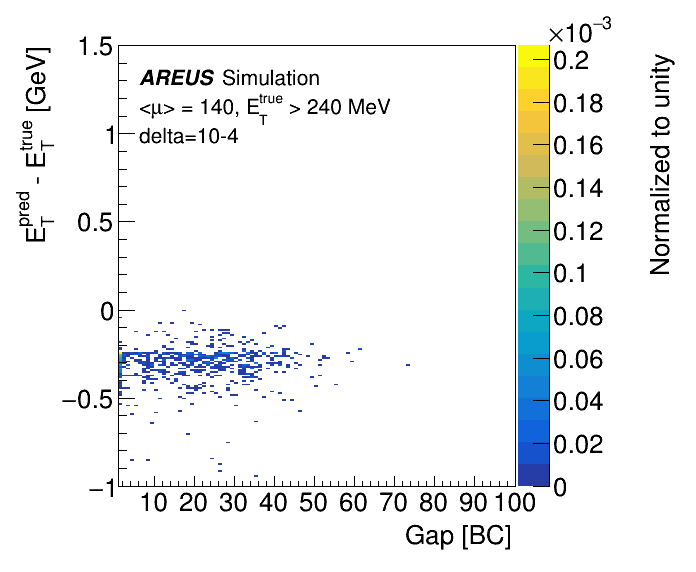 ×10⁻³
1.5
1
0.5
0
−0.5
−1
E_T^pred - E_T^true [GeV]
AREUS Simulation
<μ> = 140, E_T^true > 240 MeV
delta=10-4
10 20 30 40 50 60 70 80 90 100
Gap [BC]
0.2
0.18
0.16
0.14
0.12
0.1
0.08
0.06
0.04
0.02
0
Normalized to unity